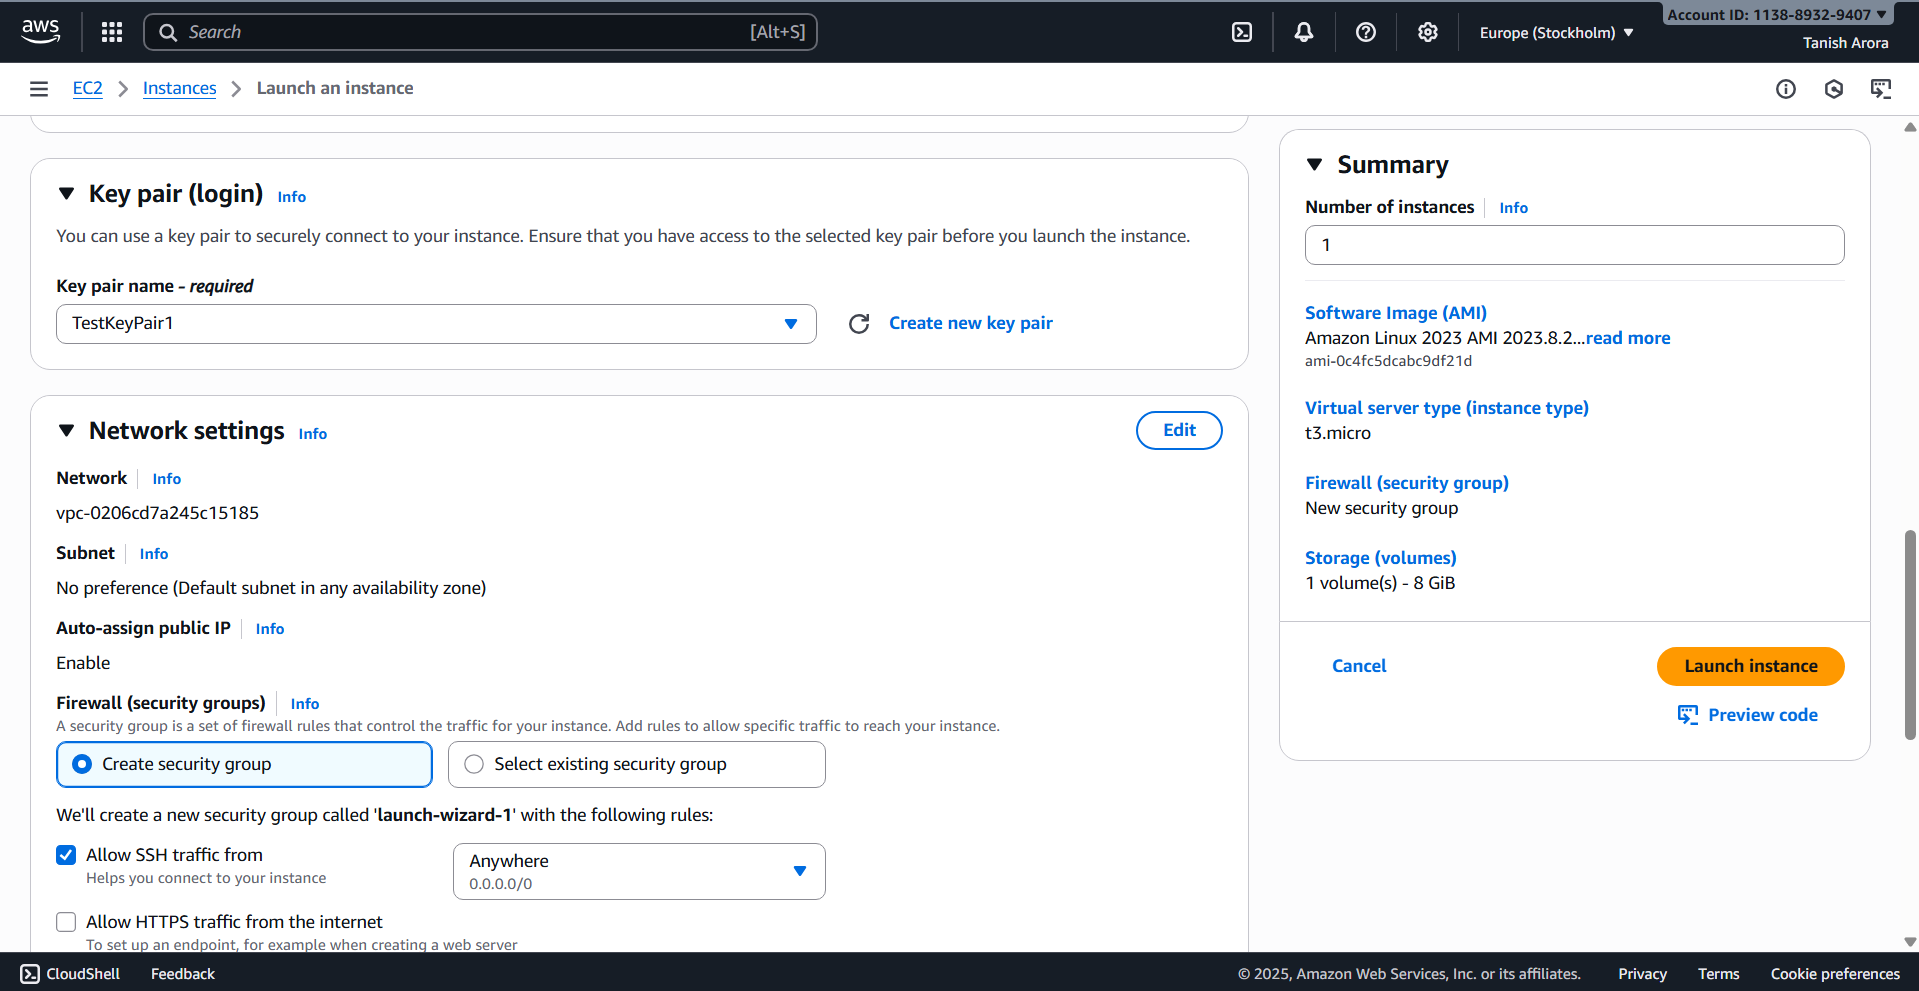 aws
Search
[Alt+S]
Europe (Stockholm)
Account ID: 1138-8932-9407
Tanish Arora
EC2
Instances
Launch an instance
Key pair (login) Info
You can use a key pair to securely connect to your instance. Ensure that you have access to the selected key pair before you launch the instance.
Key pair name - required
TestKeyPair1
Create new key pair
Network settings Info
Edit
Network Info
vpc-0206cd7a245c15185
Subnet Info
No preference (Default subnet in any availability zone)
Auto-assign public IP Info
Enable
Firewall (security groups) Info
A security group is a set of firewall rules that control the traffic for your instance. Add rules to allow specific traffic to reach your instance.
Create security group
Select existing security group
We'll create a new security group called 'launch-wizard-1' with the following rules:
Allow SSH traffic from
Helps you connect to your instance
Anywhere
0.0.0.0/0
Allow HTTPS traffic from the internet
To set up an endpoint, for example when creating a web server
Summary
Number of instances Info
1
Software Image (AMI)
Amazon Linux 2023 AMI 2023.8.2...read more
ami-0c4fc5dcabc9df21d
Virtual server type (instance type)
t3.micro
Firewall (security group)
New security group
Storage (volumes)
1 volume(s) - 8 GiB
Cancel
Launch instance
Preview code
CloudShell
Feedback
© 2025, Amazon Web Services, Inc. or its affiliates.
Privacy
Terms
Cookie preferences